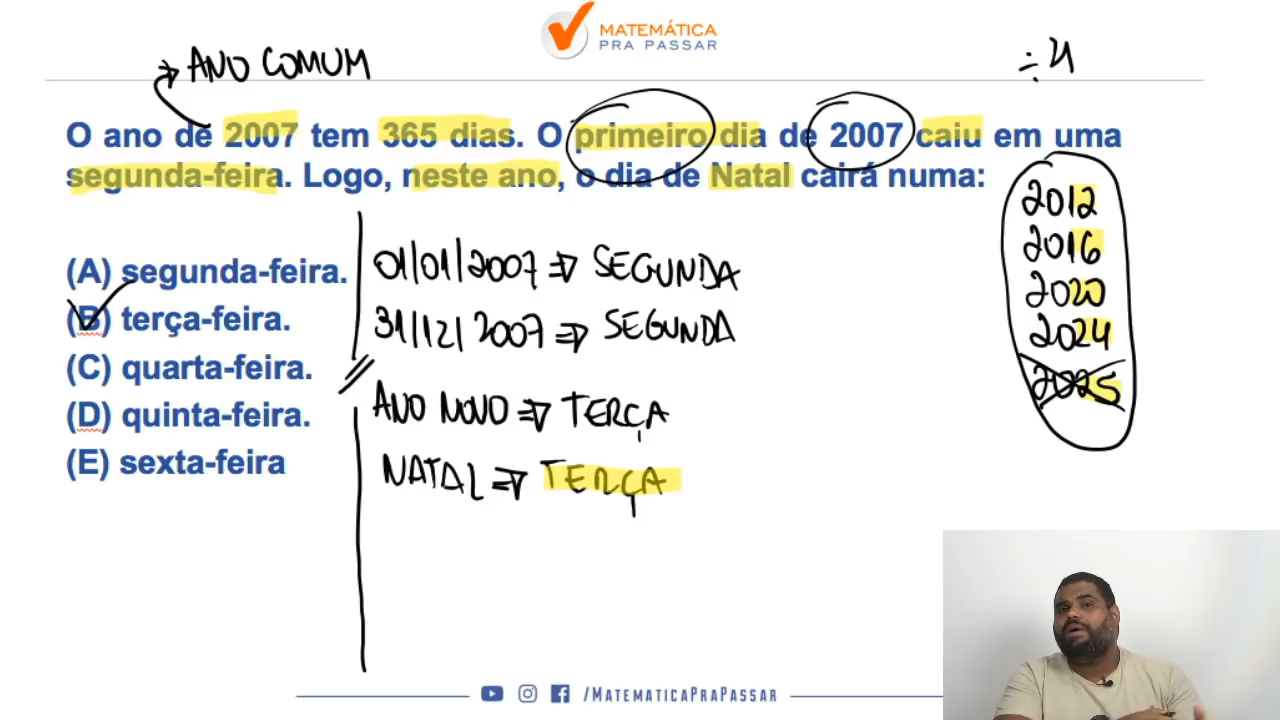 MATEMÁTICA
PRA PASSAR
ANO COMUM
÷4
O ano de 2007 tem 365 dias. O primeiro dia de 2007 caiu em uma
segunda-feira. Logo, neste ano, o dia de Natal cairá numa:
(A) segunda-feira.
(B) terça-feira.
(C) quarta-feira.
(D) quinta-feira.
(E) sexta-feira
01/01/2007 ⇒ SEGUNDA
31/12/2007 ⇒ SEGUNDA
ANO NOVO ⇒ TERÇA
NATAL ⇒ TERÇA
2012
2016
2020
2024
2025
/MATEMATICAPRAPASSAR